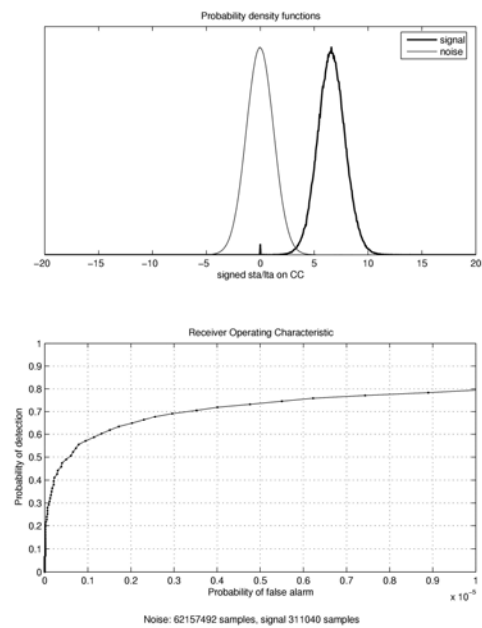 Probability density functions
signal
noise
−20 −15 −10 −5 0 5 10 15 20
signed sta/lta on CC
Receiver Operating Characteristic
1
0.9
0.8
0.7
0.6
0.5
0.4
0.3
0.2
0.1
0
Probability of detection
0 0.1 0.2 0.3 0.4 0.5 0.6 0.7 0.8 0.9 1
Probability of false alarm
x 10⁻⁵
Noise: 62157492 samples, signal 311040 samples